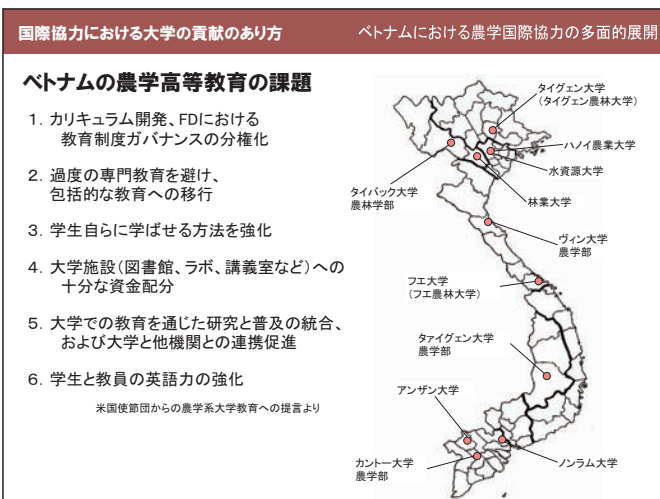 国際協力における大学の貢献のあり方
ベトナムにおける農学国際協力の多面的展開
ベトナムの農学高等教育の課題
1. カリキュラム開発、FDにおける
教育制度ガバナンスの分権化
2. 過度の専門教育を避け、
包括的な教育への移行
3. 学生自らに学ばせる方法を強化
4. 大学施設(図書館、ラボ、講義室など)への
十分な資金配分
5. 大学での教育を通じた研究と普及の統合、
および大学と他機関との連携促進
6. 学生と教員の英語力の強化
米国使節団からの農学系大学教育への提言より
タイグェン大学
(タイグェン農林大学)
ハノイ農業大学
水資源大学
林業大学
タイバック大学
農林学部
ヴィン大学
農学部
フエ大学
(フエ農林大学)
タァイグェン大学
農学部
アンザン大学
カントー大学
農学部
ノンラム大学